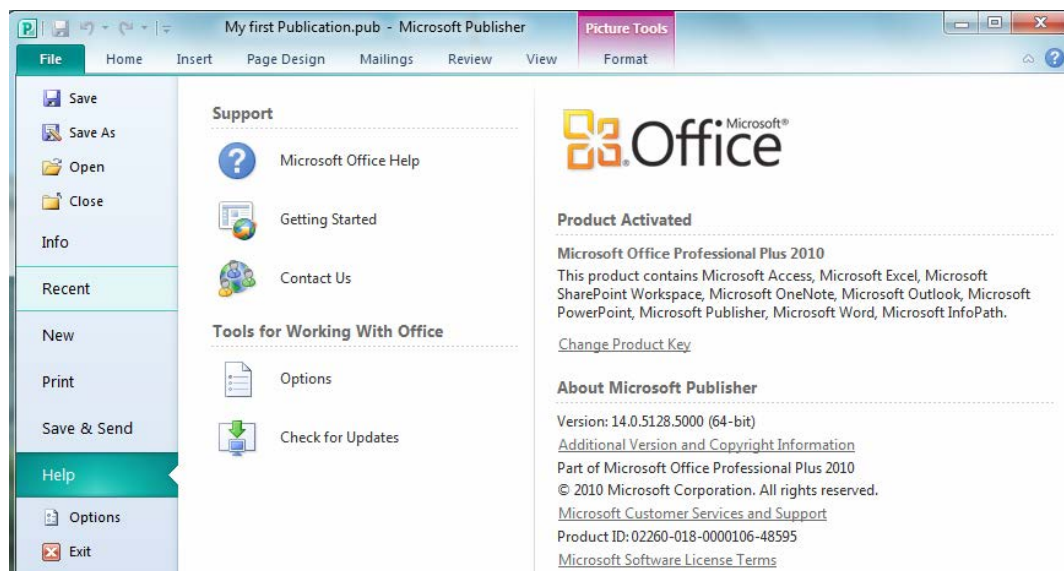 My first Publication.pub - Microsoft Publisher
Picture Tools
File Home Insert Page Design Mailings Review View Format
Save
Save As
Open
Close
Info
Recent
New
Print
Save & Send
Help
Options
Exit
Support
Microsoft Office Help
Getting Started
Contact Us
Tools for Working With Office
Options
Check for Updates
Microsoft®
Office
Product Activated
Microsoft Office Professional Plus 2010
This product contains Microsoft Access, Microsoft Excel, Microsoft
SharePoint Workspace, Microsoft OneNote, Microsoft Outlook, Microsoft
PowerPoint, Microsoft Publisher, Microsoft Word, Microsoft InfoPath.
Change Product Key
About Microsoft Publisher
Version: 14.0.5128.5000 (64-bit)
Additional Version and Copyright Information
Part of Microsoft Office Professional Plus 2010
© 2010 Microsoft Corporation. All rights reserved.
Microsoft Customer Services and Support
Product ID: 02260-018-0000106-48595
Microsoft Software License Terms